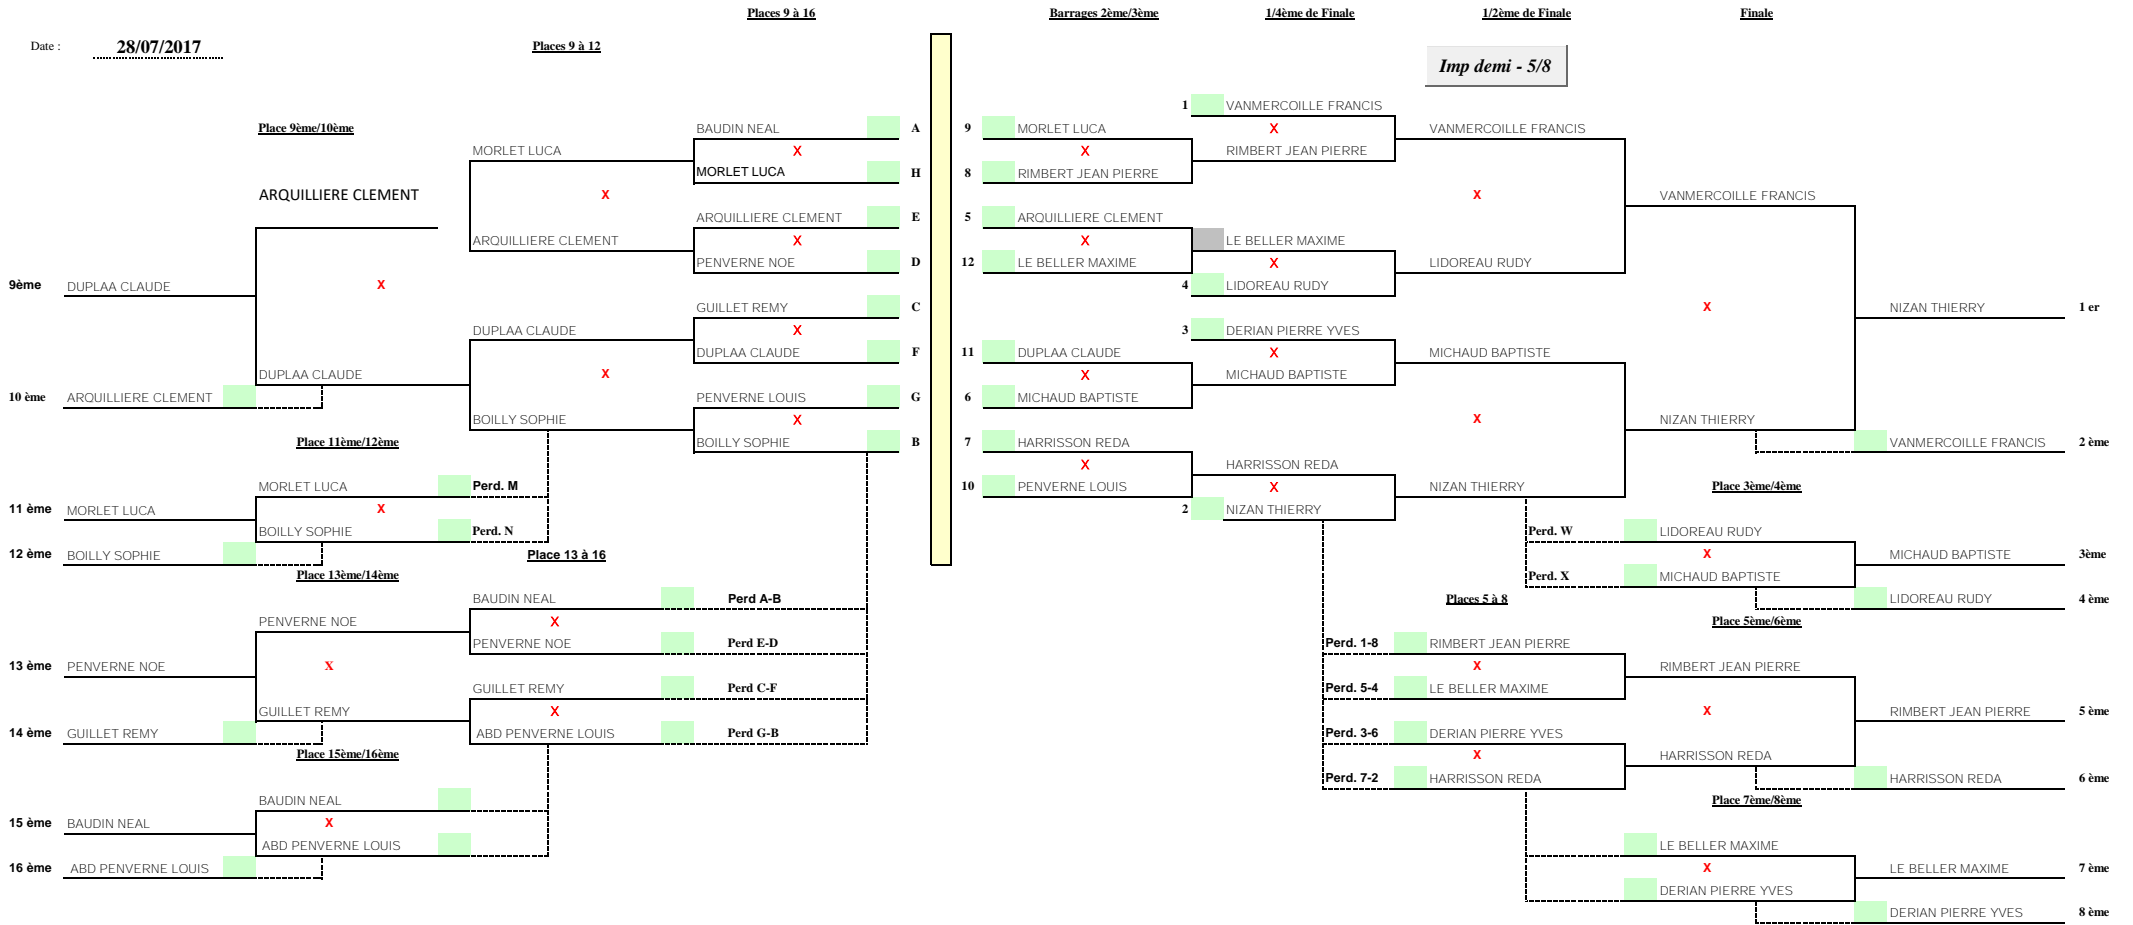 Places 9 à 16
Barrages 2ème/3ème
1/4ème de Finale
1/2ème de Finale
Finale
Date :
28/07/2017
Places 9 à 12
Imp demi - 5/8
Place 9ème/10ème
BAUDIN NEAL
A
X
MORLET LUCA
MORLET LUCA
H
X
ARQUILLIERE CLEMENT
ARQUILLIERE CLEMENT
E
X
ARQUILLIERE CLEMENT
PENVERNE NOE
D
9ème
DUPLAA CLAUDE
X
GUILLET REMY
C
DUPLAA CLAUDE
X
DUPLAA CLAUDE
F
X
DUPLAA CLAUDE
10 ème
ARQUILLIERE CLEMENT
PENVERNE LOUIS
G
BOILLY SOPHIE
X
BOILLY SOPHIE
B
Place 11ème/12ème
MORLET LUCA
Perd. M
11 ème
MORLET LUCA
X
BOILLY SOPHIE
Perd. N
12 ème
BOILLY SOPHIE
Place 13 à 16
Place 13ème/14ème
BAUDIN NEAL
Perd A-B
PENVERNE NOE
X
PENVERNE NOE
Perd E-D
13 ème
PENVERNE NOE
X
GUILLET REMY
Perd C-F
GUILLET REMY
X
14 ème
GUILLET REMY
ABD PENVERNE LOUIS
Perd G-B
Place 15ème/16ème
BAUDIN NEAL
15 ème
BAUDIN NEAL
X
ABD PENVERNE LOUIS
16 ème
ABD PENVERNE LOUIS
1
VANMERCOILLE FRANCIS
9
MORLET LUCA
X
VANMERCOILLE FRANCIS
X
RIMBERT JEAN PIERRE
8
RIMBERT JEAN PIERRE
X
VANMERCOILLE FRANCIS
5
ARQUILLIERE CLEMENT
X
LE BELLER MAXIME
12
LE BELLER MAXIME
X
LIDOREAU RUDY
4
LIDOREAU RUDY
X
NIZAN THIERRY
1 er
3
DERIAN PIERRE YVES
11
DUPLAA CLAUDE
X
MICHAUD BAPTISTE
X
MICHAUD BAPTISTE
6
MICHAUD BAPTISTE
X
NIZAN THIERRY
7
HARRISSON REDA
VANMERCOILLE FRANCIS
2 ème
X
HARRISSON REDA
10
PENVERNE LOUIS
X
NIZAN THIERRY
2
NIZAN THIERRY
Place 3ème/4ème
Perd. W
LIDOREAU RUDY
X
MICHAUD BAPTISTE
3ème
Perd. X
MICHAUD BAPTISTE
LIDOREAU RUDY
4 ème
Places 5 à 8
Place 5ème/6ème
Perd. 1-8
RIMBERT JEAN PIERRE
X
RIMBERT JEAN PIERRE
Perd. 5-4
LE BELLER MAXIME
X
RIMBERT JEAN PIERRE
5 ème
Perd. 3-6
DERIAN PIERRE YVES
X
HARRISSON REDA
Perd. 7-2
HARRISSON REDA
HARRISSON REDA
6 ème
Place 7ème/8ème
LE BELLER MAXIME
X
LE BELLER MAXIME
7 ème
DERIAN PIERRE YVES
DERIAN PIERRE YVES
8 ème